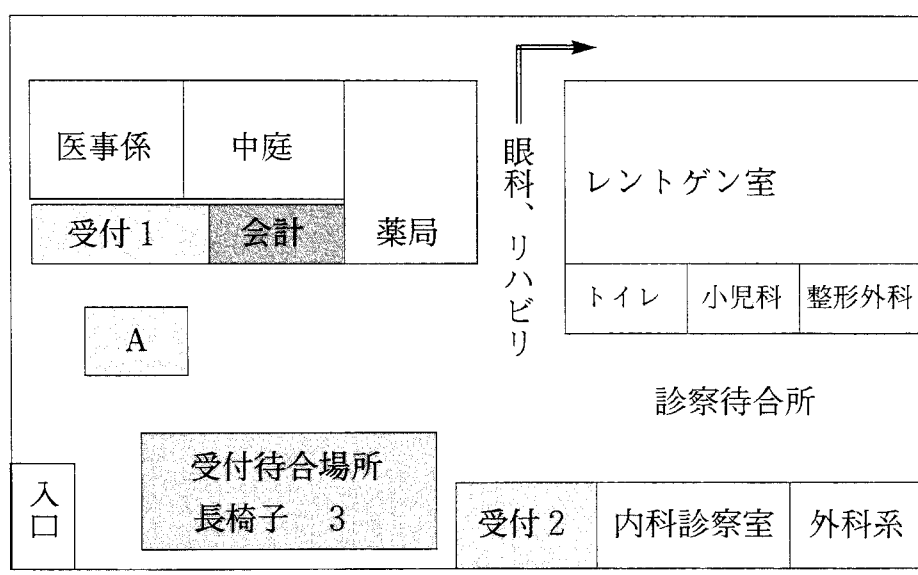 医事係
中庭
受付1
会計
薬局
眼科、リハビリ
レントゲン室
トイレ
小児科
整形外科
A
診察待合所
入口
受付待合場所
長椅子 3
受付2
内科診察室
外科系